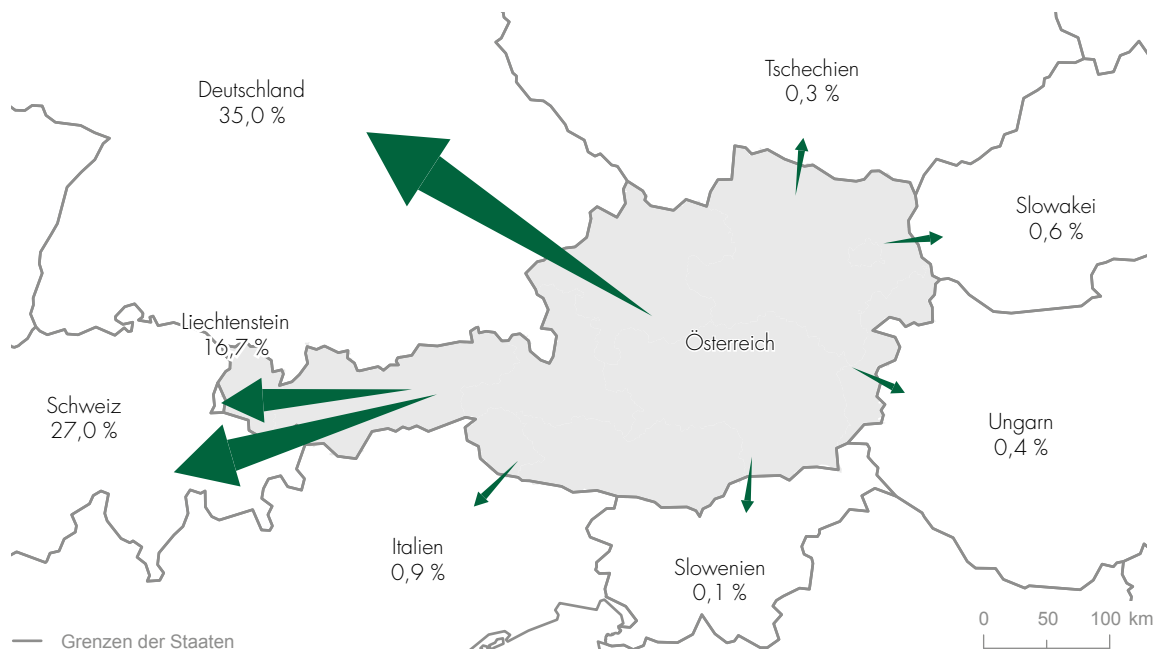 Tschechien
0,3 %
Deutschland
35,0 %
Slowakei
0,6 %
Liechtenstein
16,7 %
Österreich
Schweiz
27,0 %
Ungarn
0,4 %
Italien
0,9 %
Slowenien
0,1 %
Grenzen der Staaten
0 50 100 km